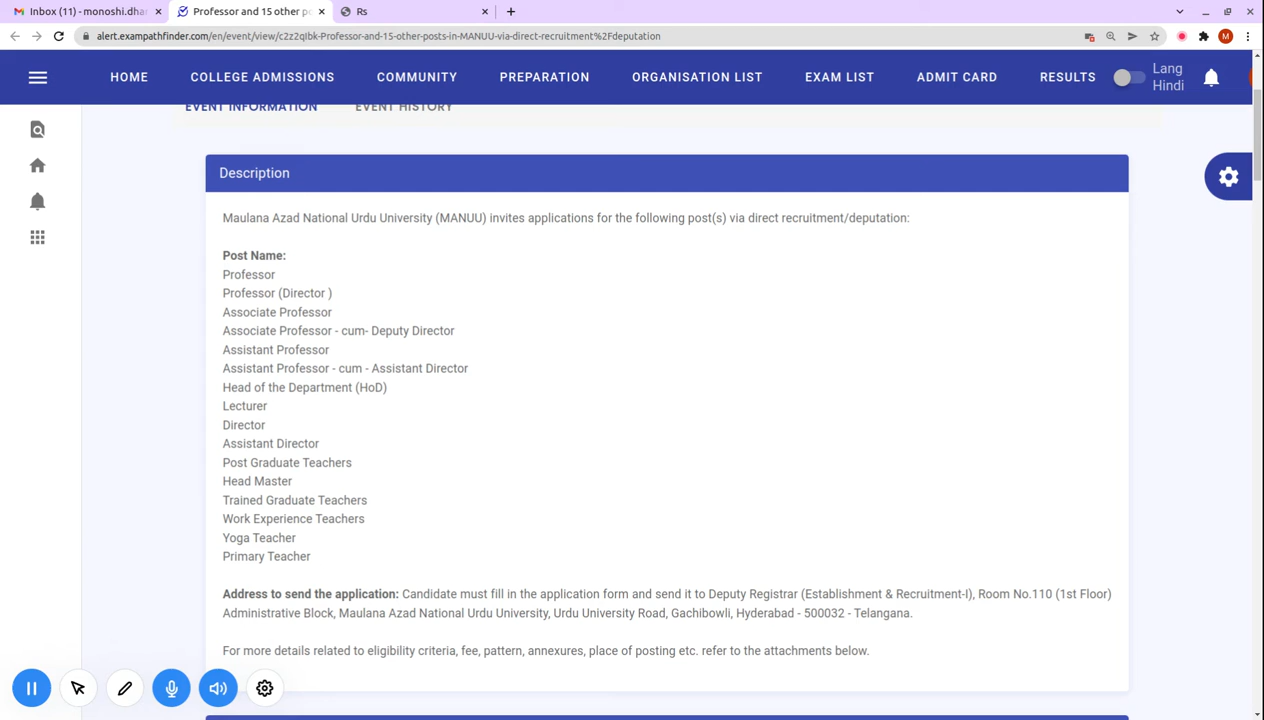 Inbox (11) - monoshi.dhar
Professor and 15 other po
Rs
alert.exampathfinder.com/en/event/view/c2z2qIbk-Professor-and-15-other-posts-in-MANUU-via-direct-recruitment%2Fdeputation
M
HOME COLLEGE ADMISSIONS COMMUNITY PREPARATION ORGANISATION LIST EXAM LIST ADMIT CARD RESULTS Lang Hindi
EVENT INFORMATION EVENT HISTORY
Description
Maulana Azad National Urdu University (MANUU) invites applications for the following post(s) via direct recruitment/deputation:
Post Name:
Professor
Professor (Director )
Associate Professor
Associate Professor - cum- Deputy Director
Assistant Professor
Assistant Professor - cum - Assistant Director
Head of the Department (HoD)
Lecturer
Director
Assistant Director
Post Graduate Teachers
Head Master
Trained Graduate Teachers
Work Experience Teachers
Yoga Teacher
Primary Teacher
Address to send the application: Candidate must fill in the application form and send it to Deputy Registrar (Establishment & Recruitment-I), Room No.110 (1st Floor)
Administrative Block, Maulana Azad National Urdu University, Urdu University Road, Gachibowli, Hyderabad - 500032 - Telangana.
For more details related to eligibility criteria, fee, pattern, annexures, place of posting etc. refer to the attachments below.